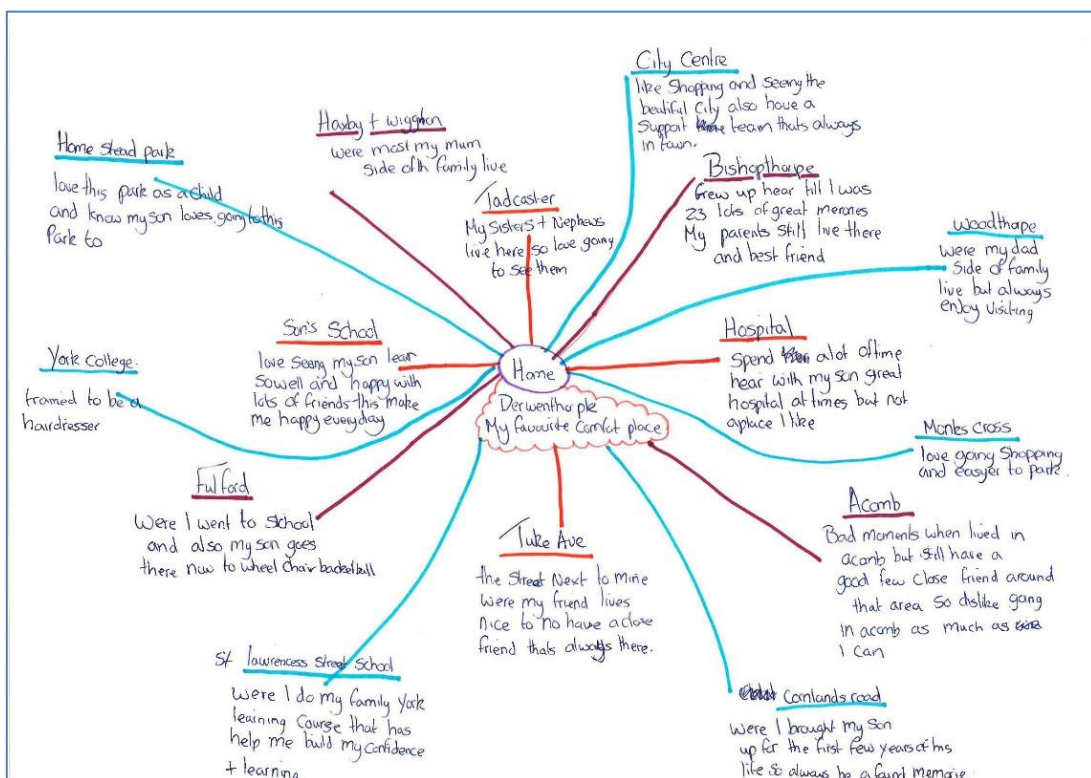 City Centre
like Shopping and seeing the
beautiful City also have a
Support team thats always
in town.
Haxby + wiggton
were most my mum
side of family live
Home stead park
love this park as a child
and know my son loves going to this
Park to
Tadcaster
My Sisters + Nephews
live here so love going
to see them
Bishopthorpe
Grew up hear till I was
23 lots of great memories
My parents still live there
and best friend
Woodthorpe
were my dad
side of family
live but always
enjoy visiting
Son's School
love seeing my son learn
so well and happy with
lots of friends this make
me happy everyday
Home
Derwenthorpe
My favourite comfort place
Hospital
Spend a lot of time
hear with my son great
hospital at times but not
a place I like
York College.
trained to be a
hairdresser
Monks Cross
love going Shopping
and easyer to park.
Fulford
Were I went to School
and also my son goes
there now to wheel chair basketball
Tuke Ave
the street Next to mine
were my friend lives
nice to no have a close
friend thats always there.
Acomb
Bad moments when lived in
acomb but still have a
good few close friend around
that area so dislike going
in acomb as much as
I can
St lawrencess street School
were I do my family York
learning Course that has
help me build my confidence
+ learning
Cornlands road
were I brought my Son
up for the first few years of his
life so always be a found memorie